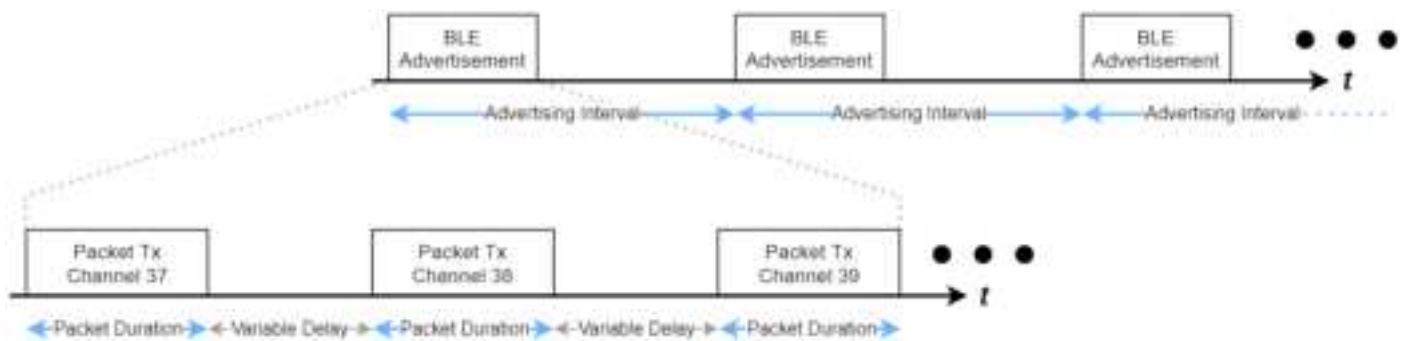 BLE
Advertisement
BLE
Advertisement
BLE
Advertisement
t
Advertising Interval
Advertising Interval
Advertising Interval
Packet Tx
Channel 37
Packet Tx
Channel 38
Packet Tx
Channel 39
t
Packet Duration
Variable Delay
Packet Duration
Variable Delay
Packet Duration